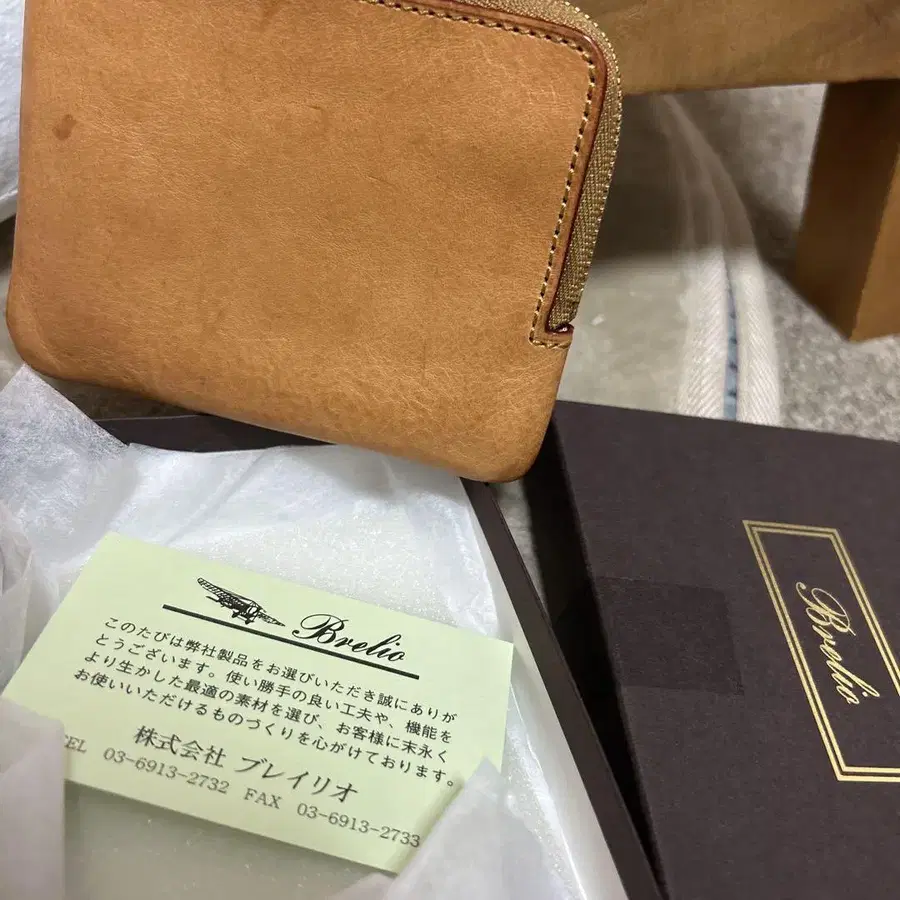 Brelio
このたびは弊社製品をお選びいただき誠にありが
とうございます。使い勝手の良い工夫や、機能を
より生かした最適の素材を選び、お客様に末永く
お使いいただけるものづくりを心がけております。
株式会社 ブレイリオ
TEL 03-6913-2732 FAX 03-6913-2733
Brelio